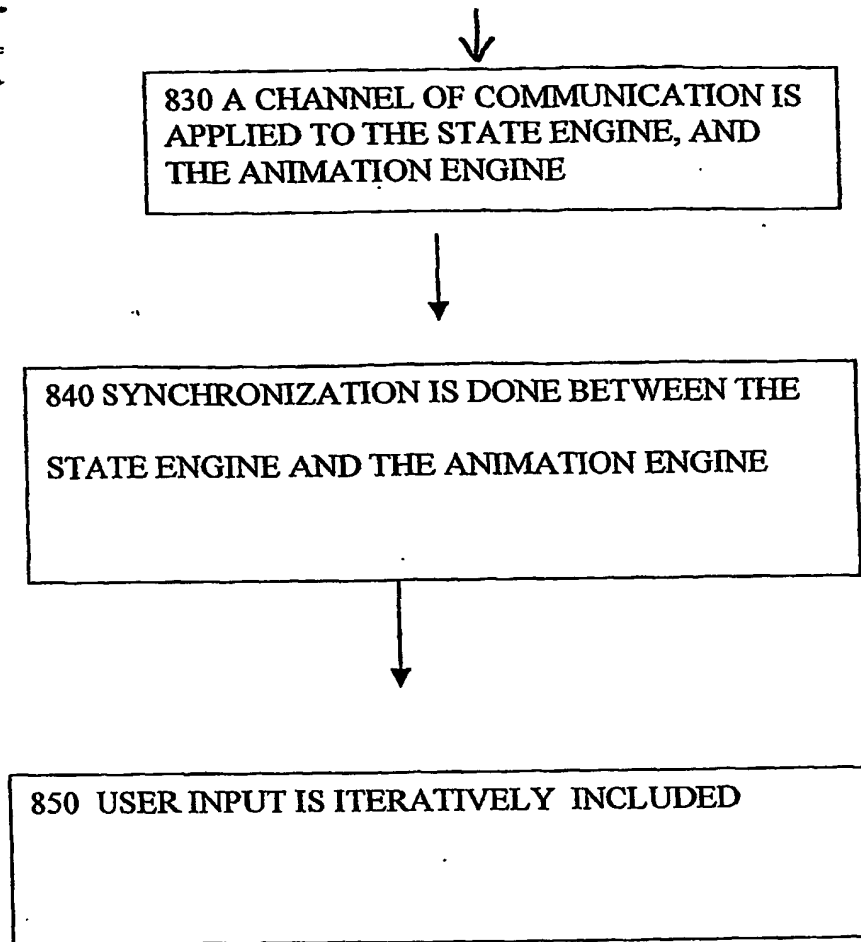 830 A CHANNEL OF COMMUNICATION IS
APPLIED TO THE STATE ENGINE, AND
THE ANIMATION ENGINE
840 SYNCHRONIZATION IS DONE BETWEEN THE
STATE ENGINE AND THE ANIMATION ENGINE
850 USER INPUT IS ITERATIVELY INCLUDED